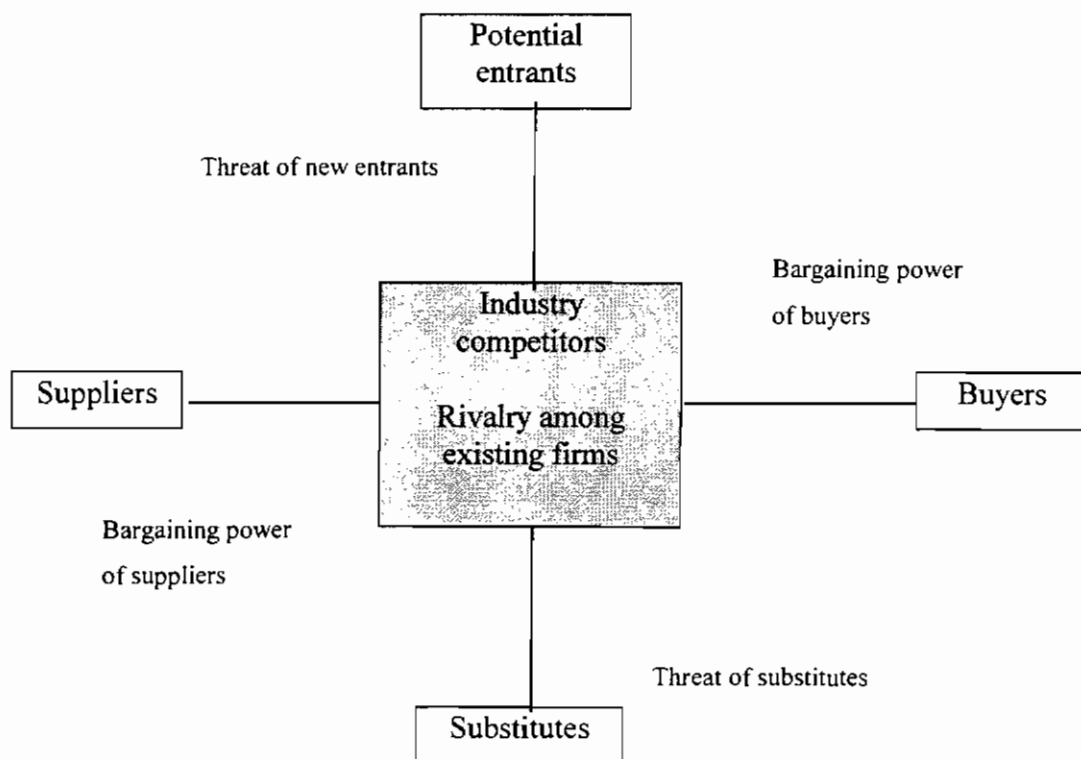 Potential
entrants
Threat of new entrants
Bargaining power
of buyers
Industry
competitors
Suppliers
Rivalry among
existing firms
Buyers
Bargaining power
of suppliers
Threat of substitutes
Substitutes